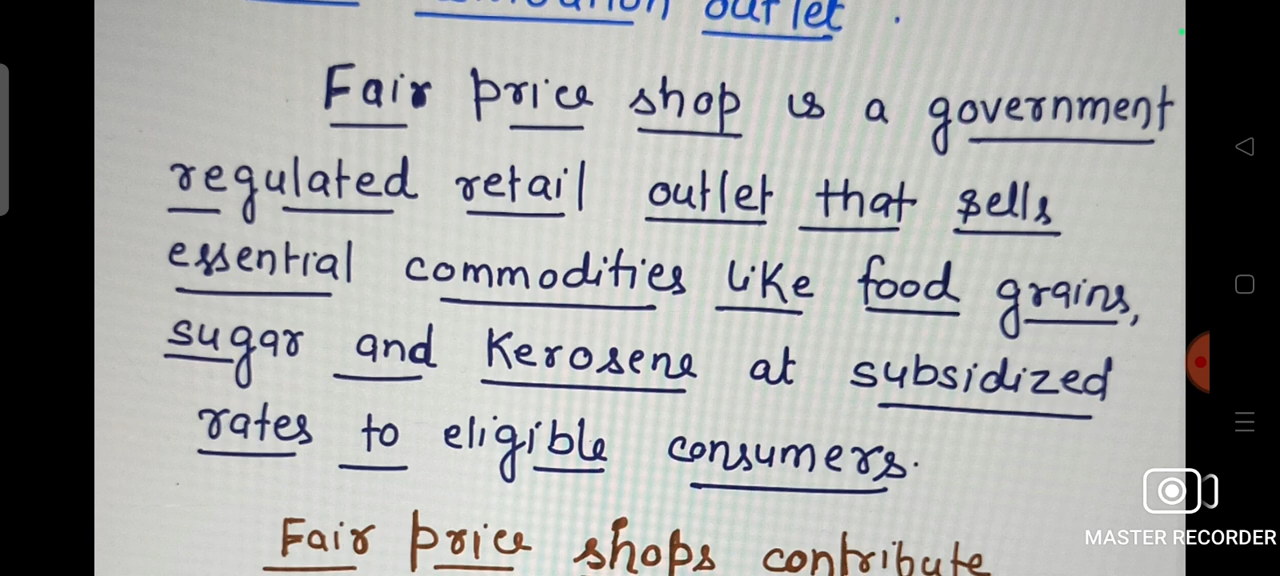 outlet.
Fair price shop is a government
regulated retail outlet that sells
essential commodities like food grains,
sugar and Kerosene at subsidized
rates to eligible consumers.
Fair price shops contribute
MASTER RECORDER